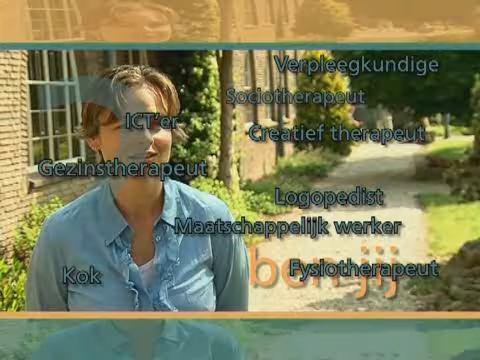 Verpleegkundige
Sociotherapeut
ICT'er
Creatief therapeut
Gezinstherapeut
Logopedist
Maatschappelijk werker
ben jij
Fysiotherapeut
Kok